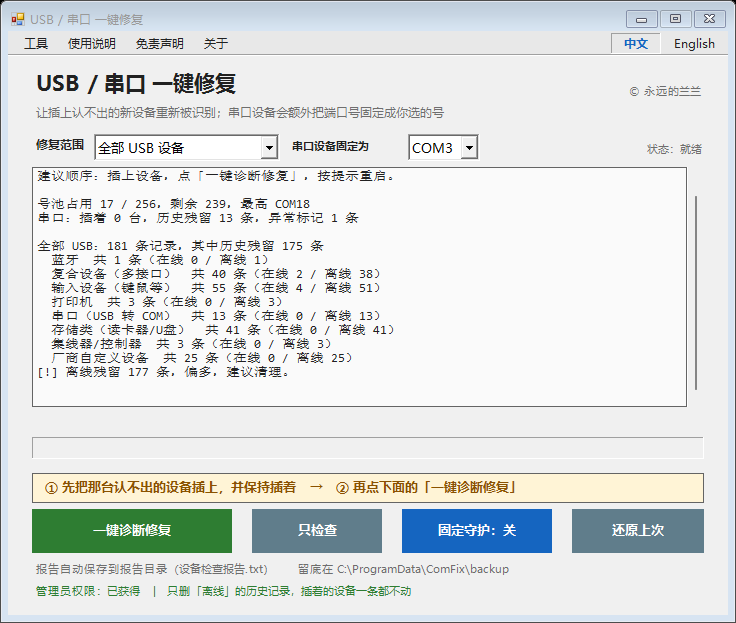 USB / 串口 一键修复
工具 使用说明 免责声明 关于 中文 English
USB / 串口 一键修复
© 永远的兰兰
让插上认不出的新设备重新被识别；串口设备会额外把端口号固定成你选的号
修复范围 全部 USB 设备 串口设备固定为 COM3 状态：就绪
建议顺序：插上设备，点「一键诊断修复」，按提示重启。
号池占用 17 / 256，剩余 239，最高 COM18
串口：插着 0 台，历史残留 13 条，异常标记 1 条
全部 USB：181 条记录，其中历史残留 175 条
蓝牙 共 1 条（在线 0 / 离线 1）
复合设备（多接口） 共 40 条（在线 2 / 离线 38）
输入设备（键鼠等） 共 55 条（在线 4 / 离线 51）
打印机 共 3 条（在线 0 / 离线 3）
串口（USB 转 COM） 共 13 条（在线 0 / 离线 13）
存储类（读卡器/U盘） 共 41 条（在线 0 / 离线 41）
集线器/控制器 共 3 条（在线 0 / 离线 3）
厂商自定义设备 共 25 条（在线 0 / 离线 25）
[!] 离线残留 177 条，偏多，建议清理。
① 先把那台认不出的设备插上，并保持插着 → ② 再点下面的「一键诊断修复」
一键诊断修复 只检查 固定守护：关 还原上次
报告自动保存到报告目录（设备检查报告.txt） 留底在 C:\ProgramData\ComFix\backup
管理员权限：已获得 | 只删「离线」的历史记录，插着的设备一条都不动